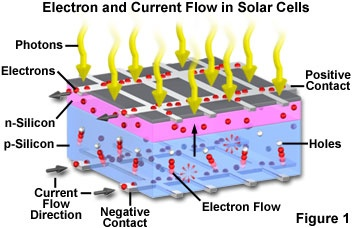 Electron and Current Flow in Solar Cells
Photons
Electrons
Positive
Contact
n-Silicon
p-Silicon
Holes
Current
Flow
Direction
Negative
Contact
Electron Flow
Figure 1